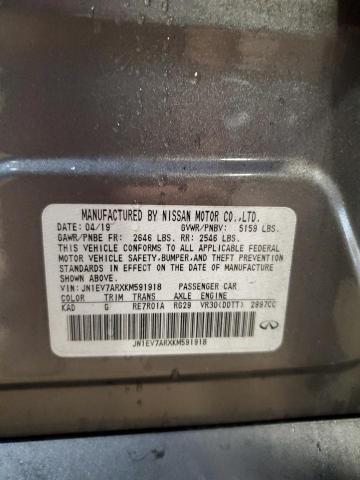 MANUFACTURED BY NISSAN MOTOR CO.,LTD.
DATE: 04/19 GVWR/PNBV: 5159 LBS.
GAWR/PNBE FR: 2646 LBS. RR: 2546 LBS.
THIS VEHICLE CONFORMS TO ALL APPLICABLE FEDERAL
MOTOR VEHICLE SAFETY,BUMPER,AND THEFT
PREVENTION STANDARDS IN EFFECT ON THE DATE OF MANUFACTURE
SHOWN ABOVE.
VIN: JN1EV7ARXKM591918 PASSENGER CAR
COLOR TRIM TRANS AXLE ENGINE
KAD G RE7R01A RG29 VR30(DDTT) 2997CC
JN1EV7ARXKM591918